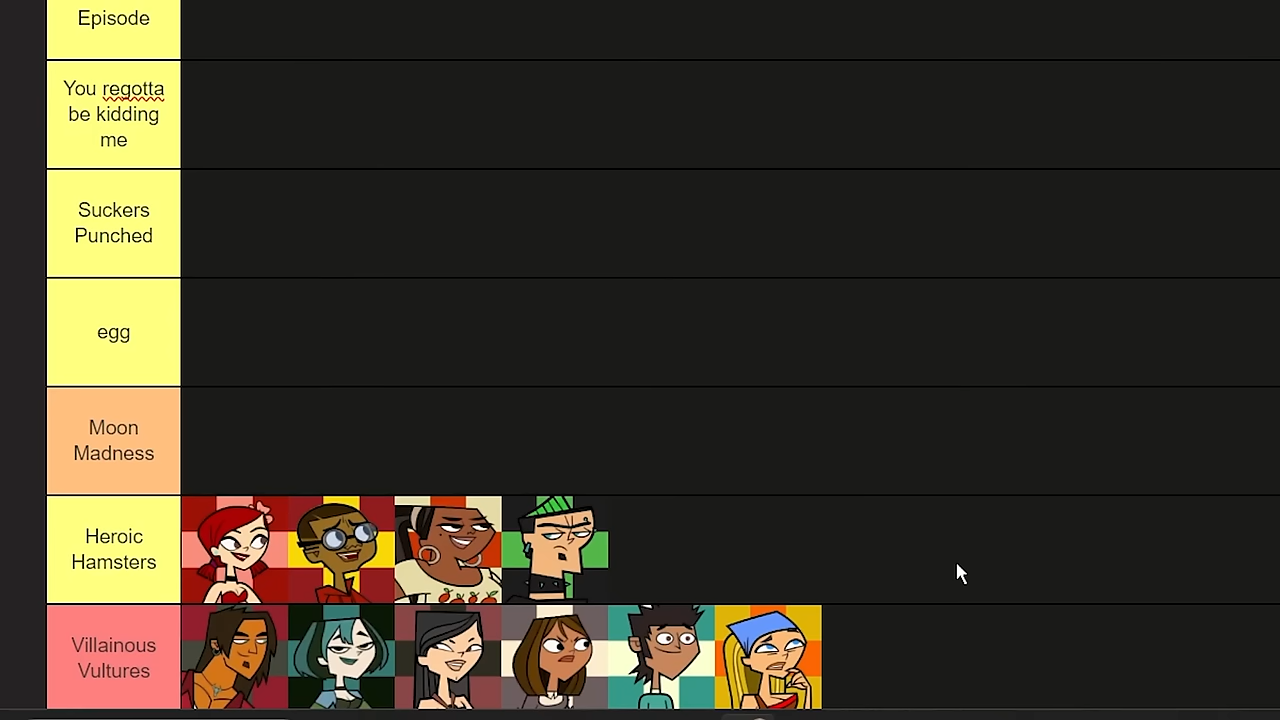 Episode
You regotta
be kidding
me
Suckers
Punched
egg
Moon
Madness
Heroic
Hamsters
Villainous
Vultures